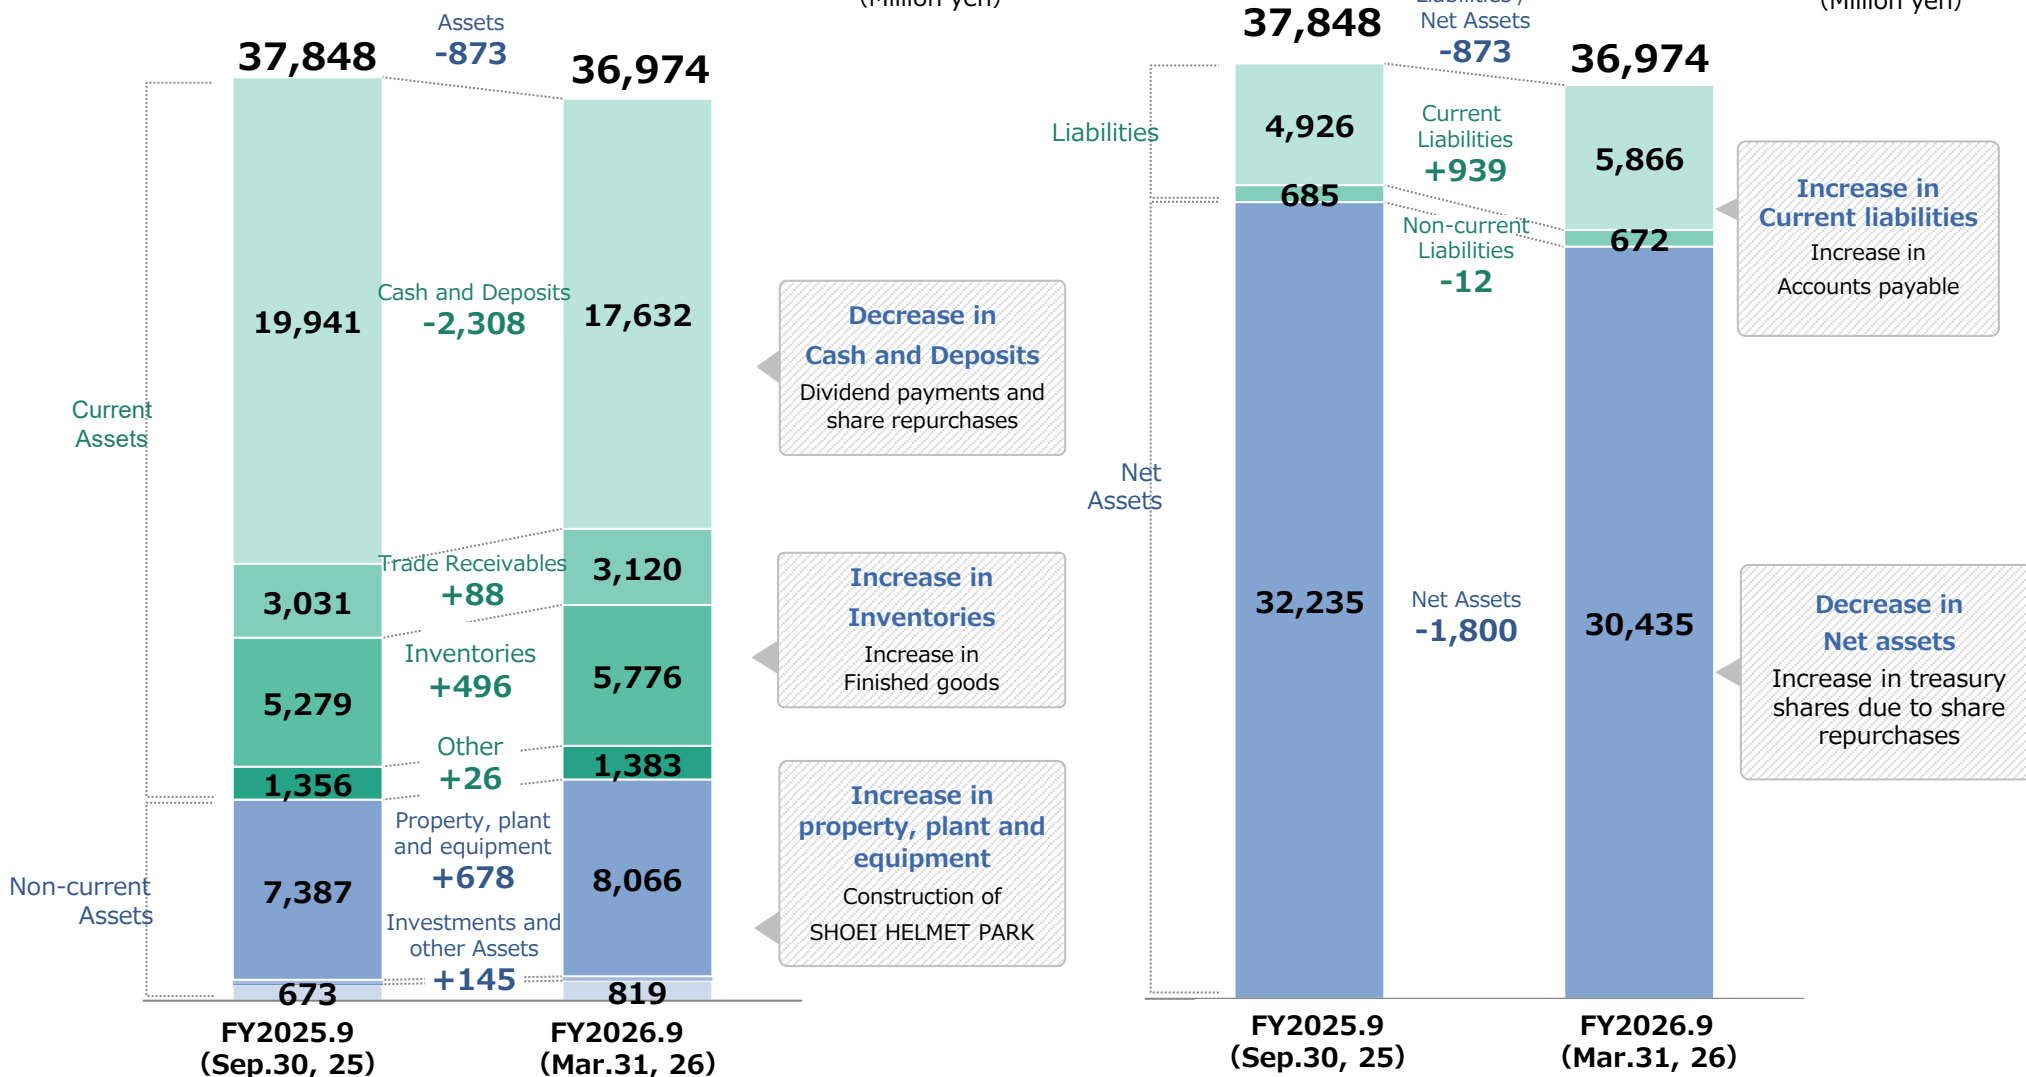 (Million yen)
Assets
-873
37,848
36,974
Current
Assets
19,941
Cash and Deposits
-2,308
17,632
Decrease in
Cash and Deposits
Dividend payments and
share repurchases
3,031
Trade Receivables
+88
3,120
5,279
Inventories
+496
5,776
Increase in
Inventories
Increase in
Finished goods
1,356
Other
+26
1,383
Non-current
Assets
7,387
Property, plant
and equipment
+678
8,066
Increase in
property, plant and
equipment
Construction of
SHOEI HELMET PARK
673
Investments and
other Assets
+145
819
FY2025.9
(Sep.30, 25)
FY2026.9
(Mar.31, 26)
(Million yen)
37,848
Liabilities /
Net Assets
-873
36,974
Liabilities
4,926
Current
Liabilities
+939
5,866
Increase in
Current liabilities
Increase in
Accounts payable
685
Non-current
Liabilities
-12
672
Net
Assets
32,235
Net Assets
-1,800
30,435
Decrease in
Net assets
Increase in treasury
shares due to share
repurchases
FY2025.9
(Sep.30, 25)
FY2026.9
(Mar.31, 26)